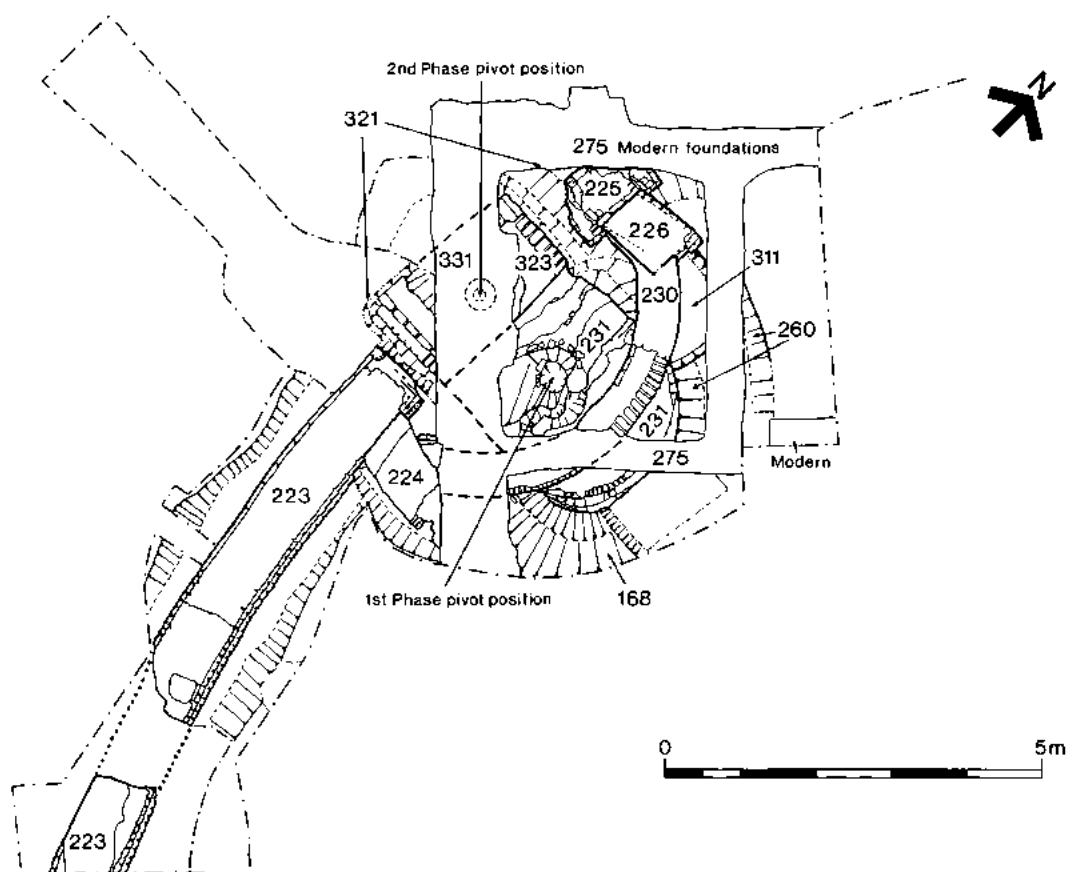 2nd Phase pivot position
N
321
275 Modern foundations
225
226
331
323
311
230
260
231
231
275
Modern
223
224
1st Phase pivot position
168
0
5m
223